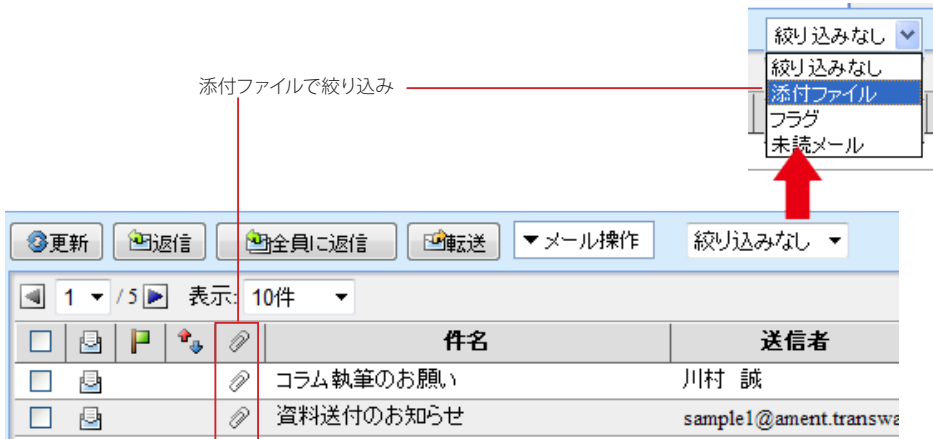 絞り込みなし
絞り込みなし
添付ファイル
フラグ
未読メール
添付ファイルで絞り込み
更新 返信 全員に返信 転送 ▼メール操作 絞り込みなし
1 / 5 表示: 10件
件名 送信者
コラム執筆のお願い 川村 誠
資料送付のお知らせ sample1@ament.transwa